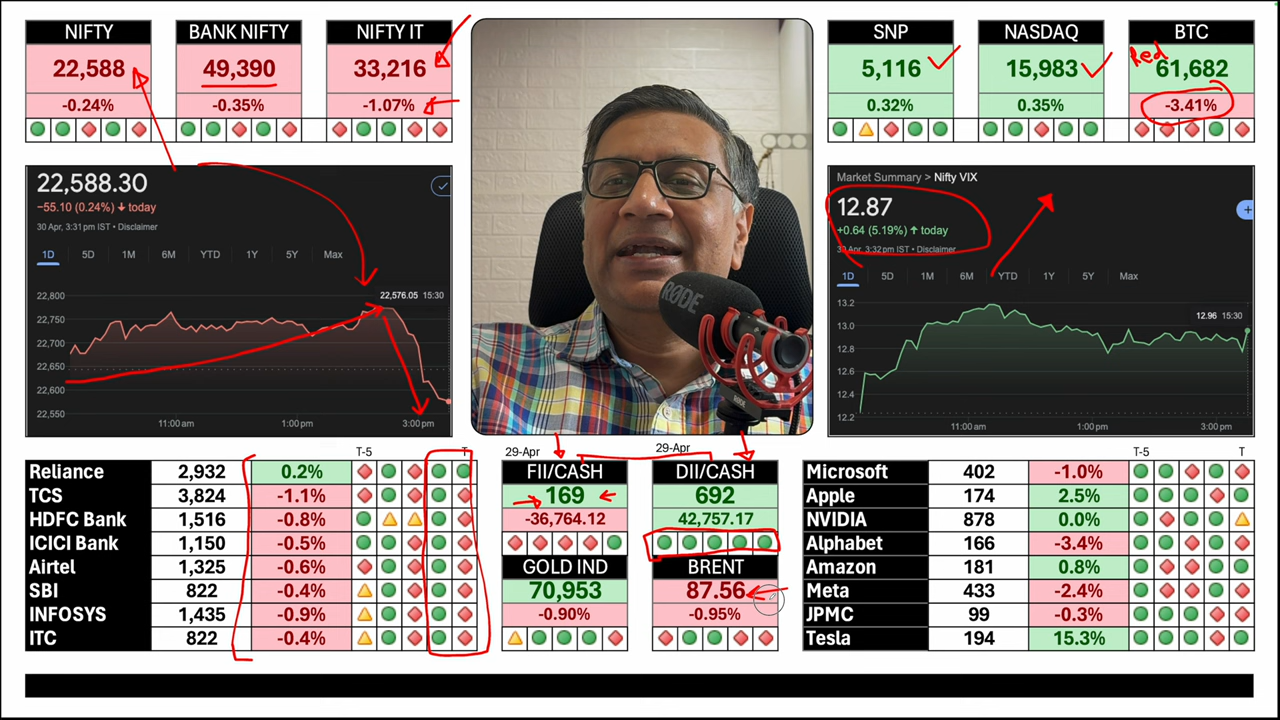 NIFTY
22,588
-0.24%
BANK NIFTY
49,390
-0.35%
NIFTY IT
33,216
-1.07%
SNP
5,116
0.32%
NASDAQ
15,983
0.35%
BTC
Red
61,682
-3.41%
22,588.30
−55.10 (0.24%) ↓ today
30 Apr, 3:31 pm IST • Disclaimer
1D 5D 1M 6M YTD 1Y 5Y Max
22,576.05 15:30
22,800
22,750
22,700
22,650
22,600
22,550
11:00 am 1:00 pm 3:00 pm
RØDE
Market Summary > Nifty VIX
12.87
+0.64 (5.19%) ↑ today
30 Apr, 3:32 pm IST • Disclaimer
1D 5D 1M 6M YTD 1Y 5Y Max
12.96 15:30
13.2
13.0
12.8
12.6
12.4
12.2
11:00 am 1:00 pm 3:00 pm
T-5 T
Reliance 2,932 0.2%
TCS 3,824 -1.1%
HDFC Bank 1,516 -0.8%
ICICI Bank 1,150 -0.5%
Airtel 1,325 -0.6%
SBI 822 -0.4%
INFOSYS 1,435 -0.9%
ITC 822 -0.4%
29-Apr
FII/CASH
169
-36,764.12
29-Apr
DII/CASH
692
42,757.17
GOLD IND
70,953
-0.90%
BRENT
87.56
-0.95%
T-5 T
Microsoft 402 -1.0%
Apple 174 2.5%
NVIDIA 878 0.0%
Alphabet 166 -3.4%
Amazon 181 0.8%
Meta 433 -2.4%
JPMC 99 -0.3%
Tesla 194 15.3%